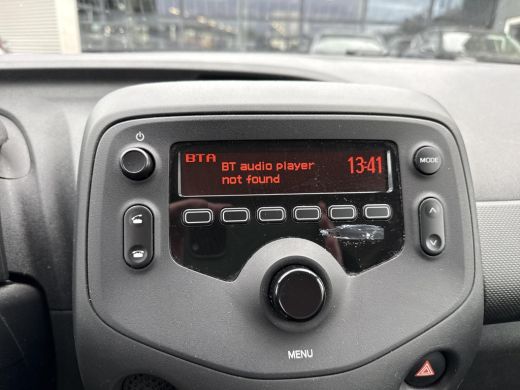 BTA
BT audio player
not found
13:41
MODE
MENU